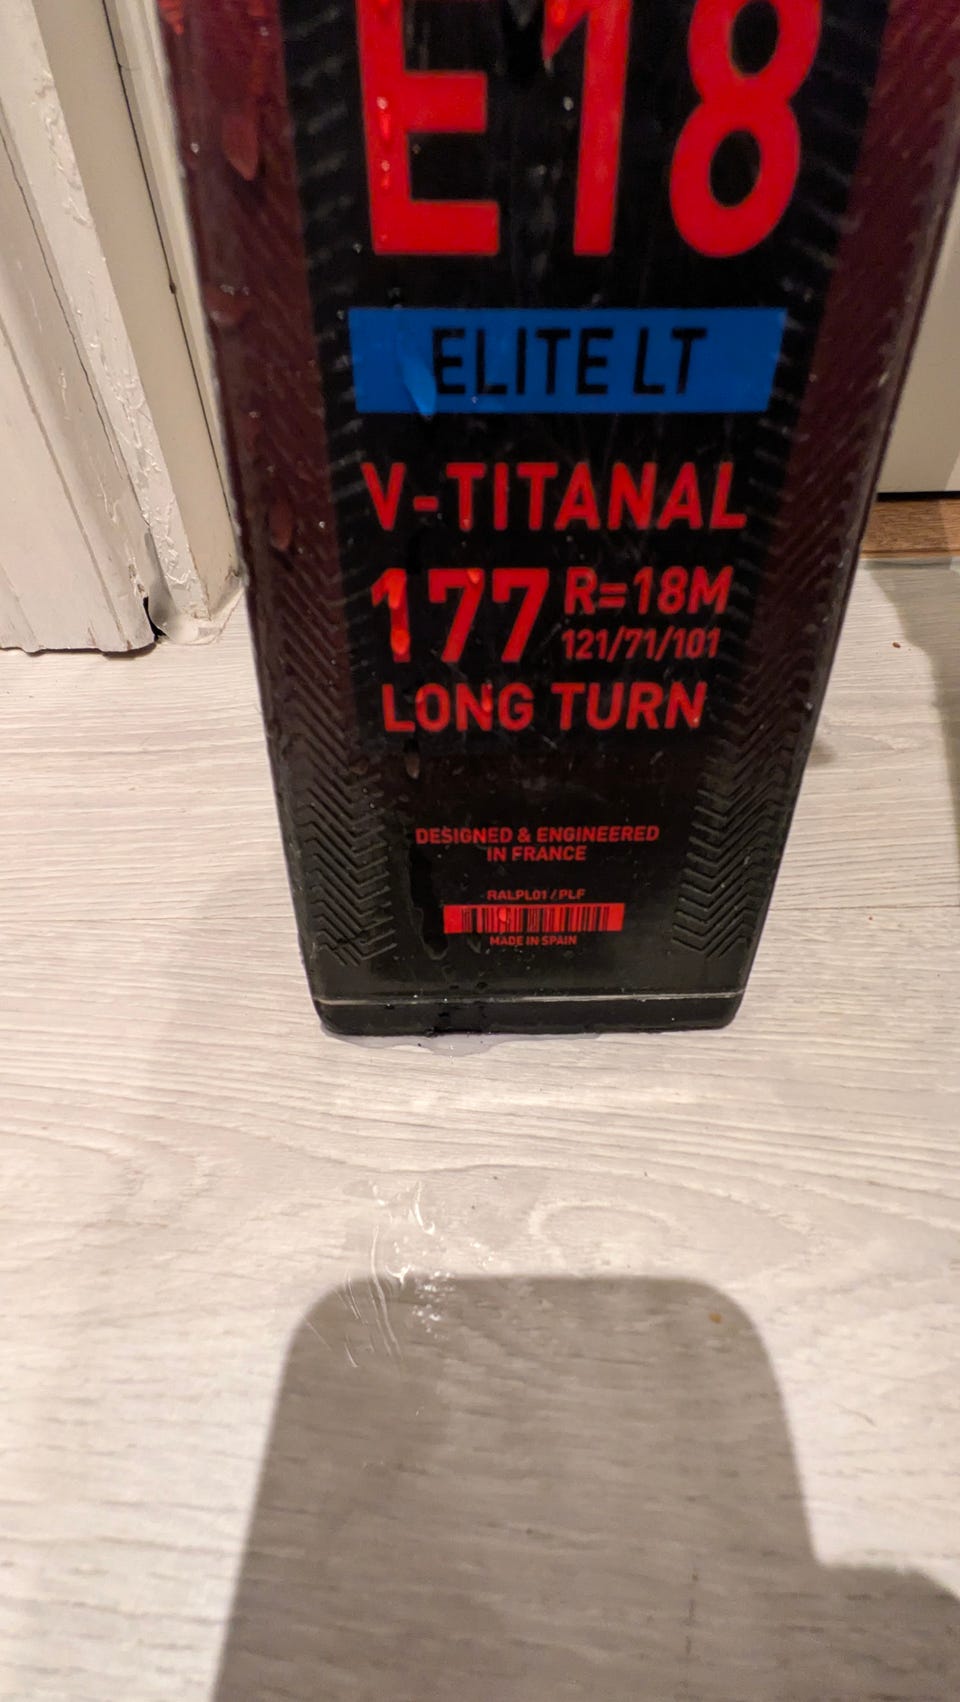 E18
ELITE LT
V-TITANAL
177 R=18M
121/71/101
LONG TURN
DESIGNED & ENGINEERED
IN FRANCE
RALPL01 / PLF
MADE IN SPAIN